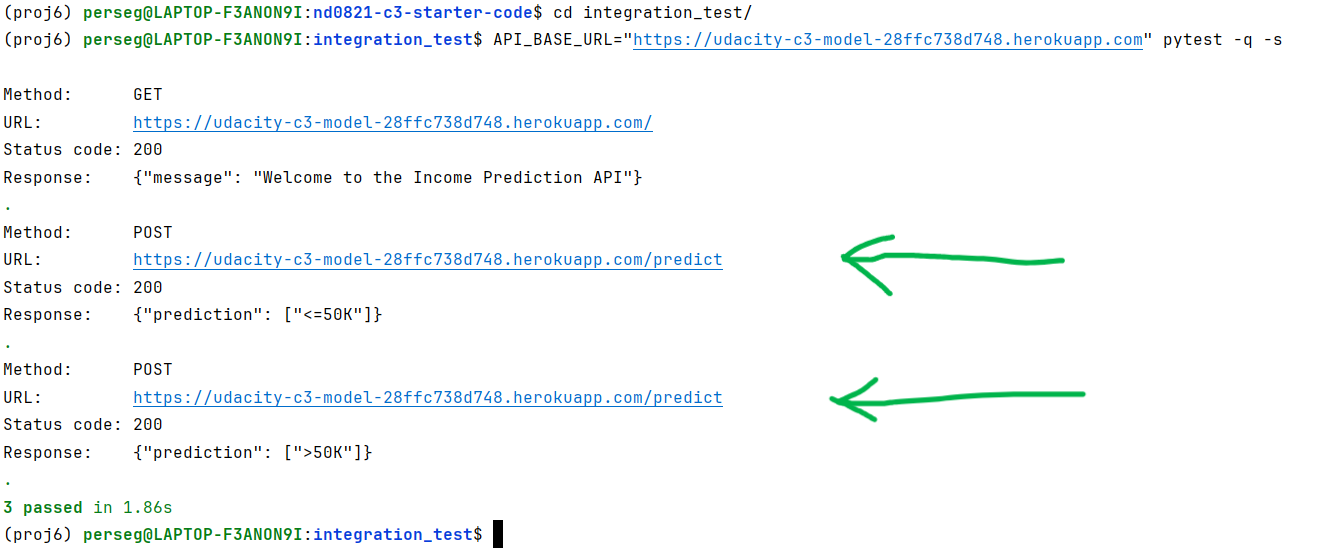 (proj6) perseg@LAPTOP-F3ANON9I:nd0821-c3-starter-code$ cd integration_test/
(proj6) perseg@LAPTOP-F3ANON9I:integration_test$ API_BASE_URL="https://udacity-c3-model-28ffc738d748.herokuapp.com" pytest -q -s
Method:      GET
URL:         https://udacity-c3-model-28ffc738d748.herokuapp.com/
Status code: 200
Response:    {"message": "Welcome to the Income Prediction API"}
.
Method:      POST
URL:         https://udacity-c3-model-28ffc738d748.herokuapp.com/predict
Status code: 200
Response:    {"prediction": ["<=50K"]}
.
Method:      POST
URL:         https://udacity-c3-model-28ffc738d748.herokuapp.com/predict
Status code: 200
Response:    {"prediction": [">50K"]}
.
3 passed in 1.86s
(proj6) perseg@LAPTOP-F3ANON9I:integration_test$